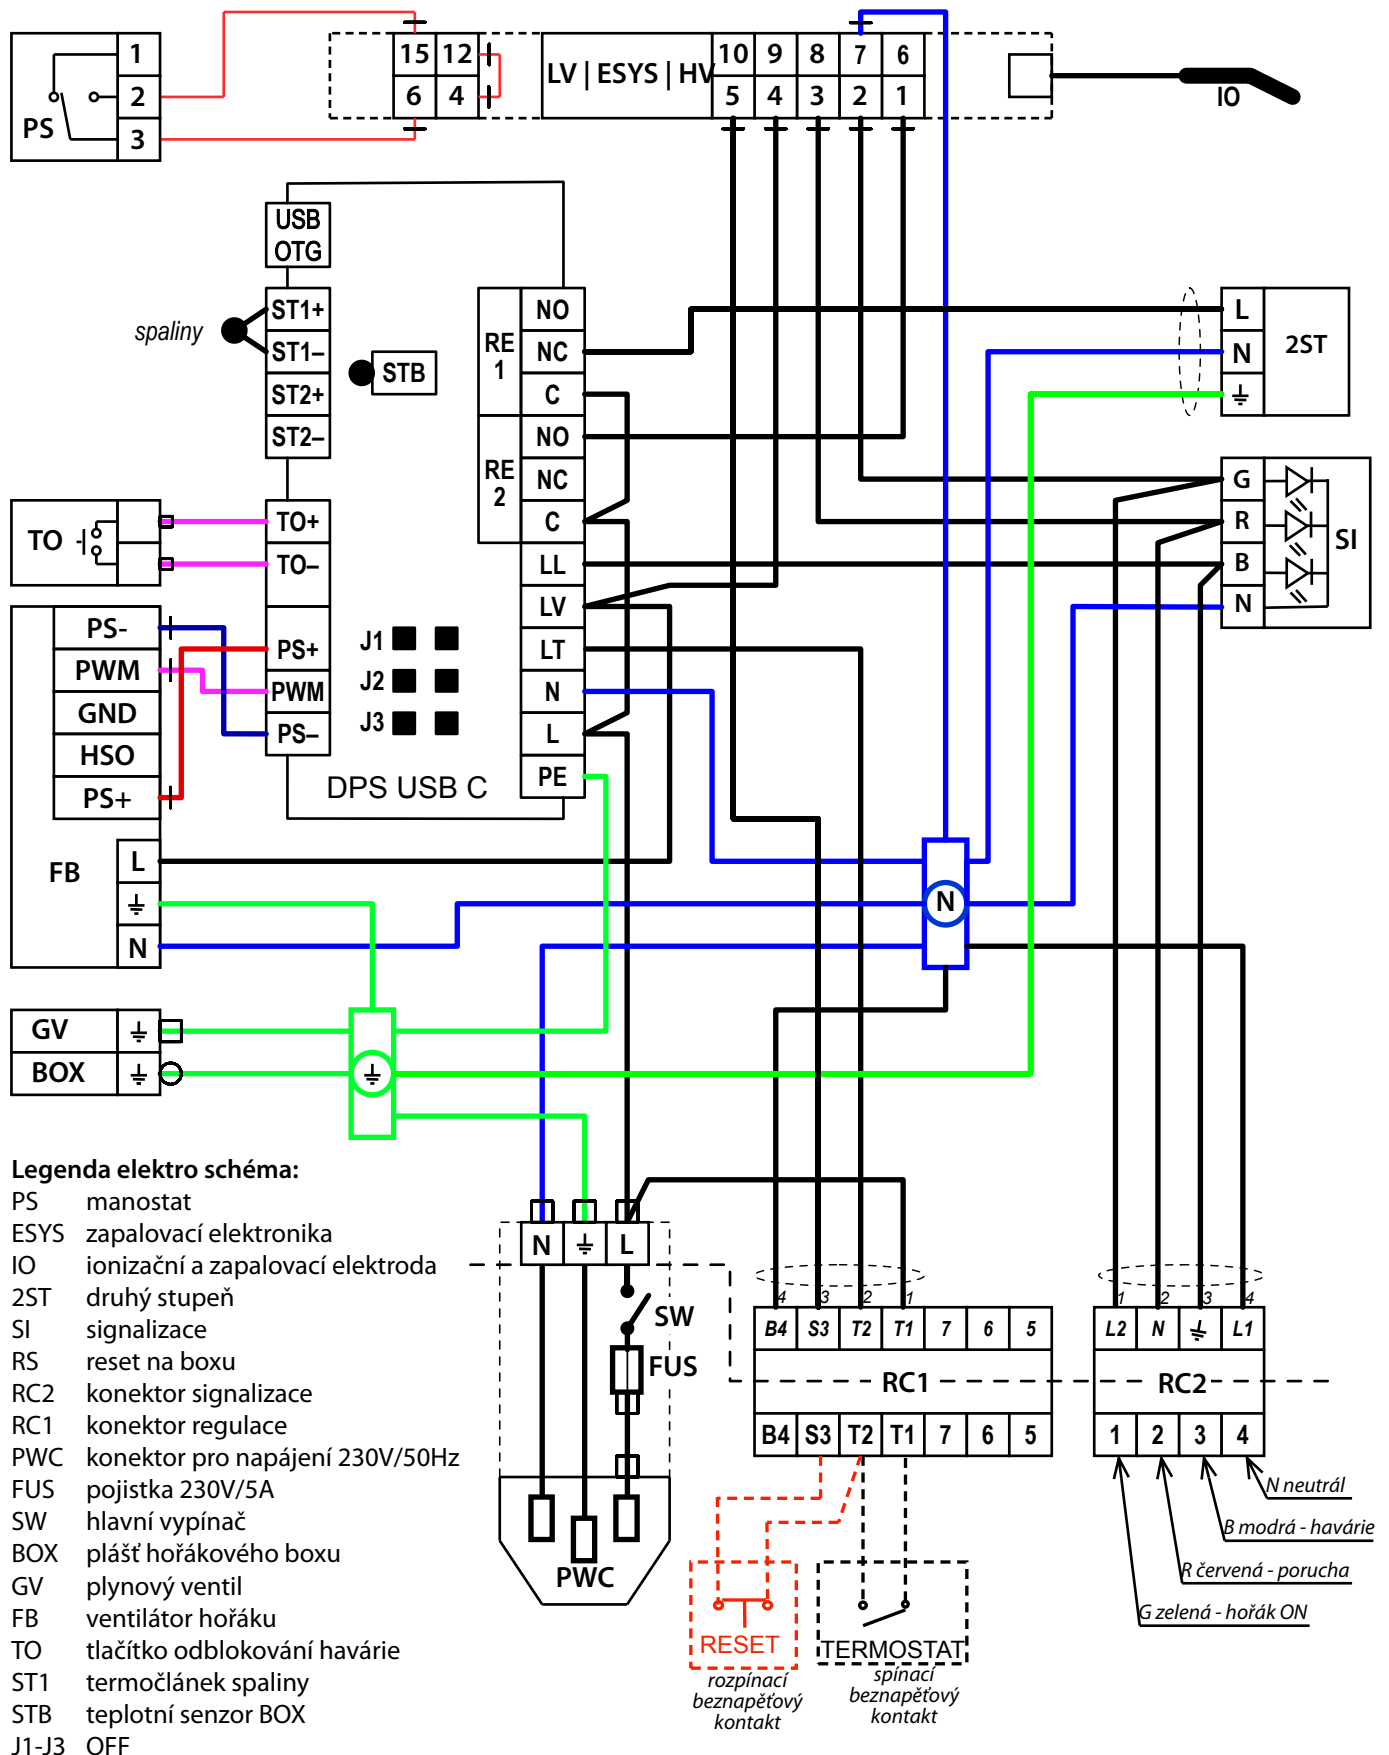 1
2
3
PS
15 12
6 4
LV | ESYS | HV
10 9 8 7 6
5 4 3 2 1
IO
USB
OTG
ST1+
ST1–
ST2+
ST2–
spaliny
STB
RE
1
NO
NC
C
RE
2
NO
NC
C
LL
LV
LT
N
L
PE
L
N
2ST
G
R
B
N
SI
TO
TO+
TO–
PS+
PWM
PS–
J1
J2
J3
DPS USB C
PS-
PWM
GND
HSO
PS+
FB
L
N
N
GV
BOX
Legenda elektro schéma:
PS manostat
ESYS zapalovací elektronika
IO ionizační a zapalovací elektroda
2ST druhý stupeň
SI signalizace
RS reset na boxu
RC2 konektor signalizace
RC1 konektor regulace
PWC konektor pro napájení 230V/50Hz
FUS pojistka 230V/5A
SW hlavní vypínač
BOX plášť hořákového boxu
GV plynový ventil
FB ventilátor hořáku
TO tlačítko odblokování havárie
ST1 termočlánek spaliny
STB teplotní senzor BOX
J1-J3 OFF
N L
SW
FUS
PWC
4 3 2 1
B4 S3 T2 T1 7 6 5
RC1
B4 S3 T2 T1 7 6 5
1 2 3 4
L2 N L1
RC2
1 2 3 4
N neutrál
B modrá - havárie
R červená - porucha
G zelená - hořák ON
RESET
rozpínací
beznapěťový
kontakt
TERMOSTAT
spínací
beznapěťový
kontakt